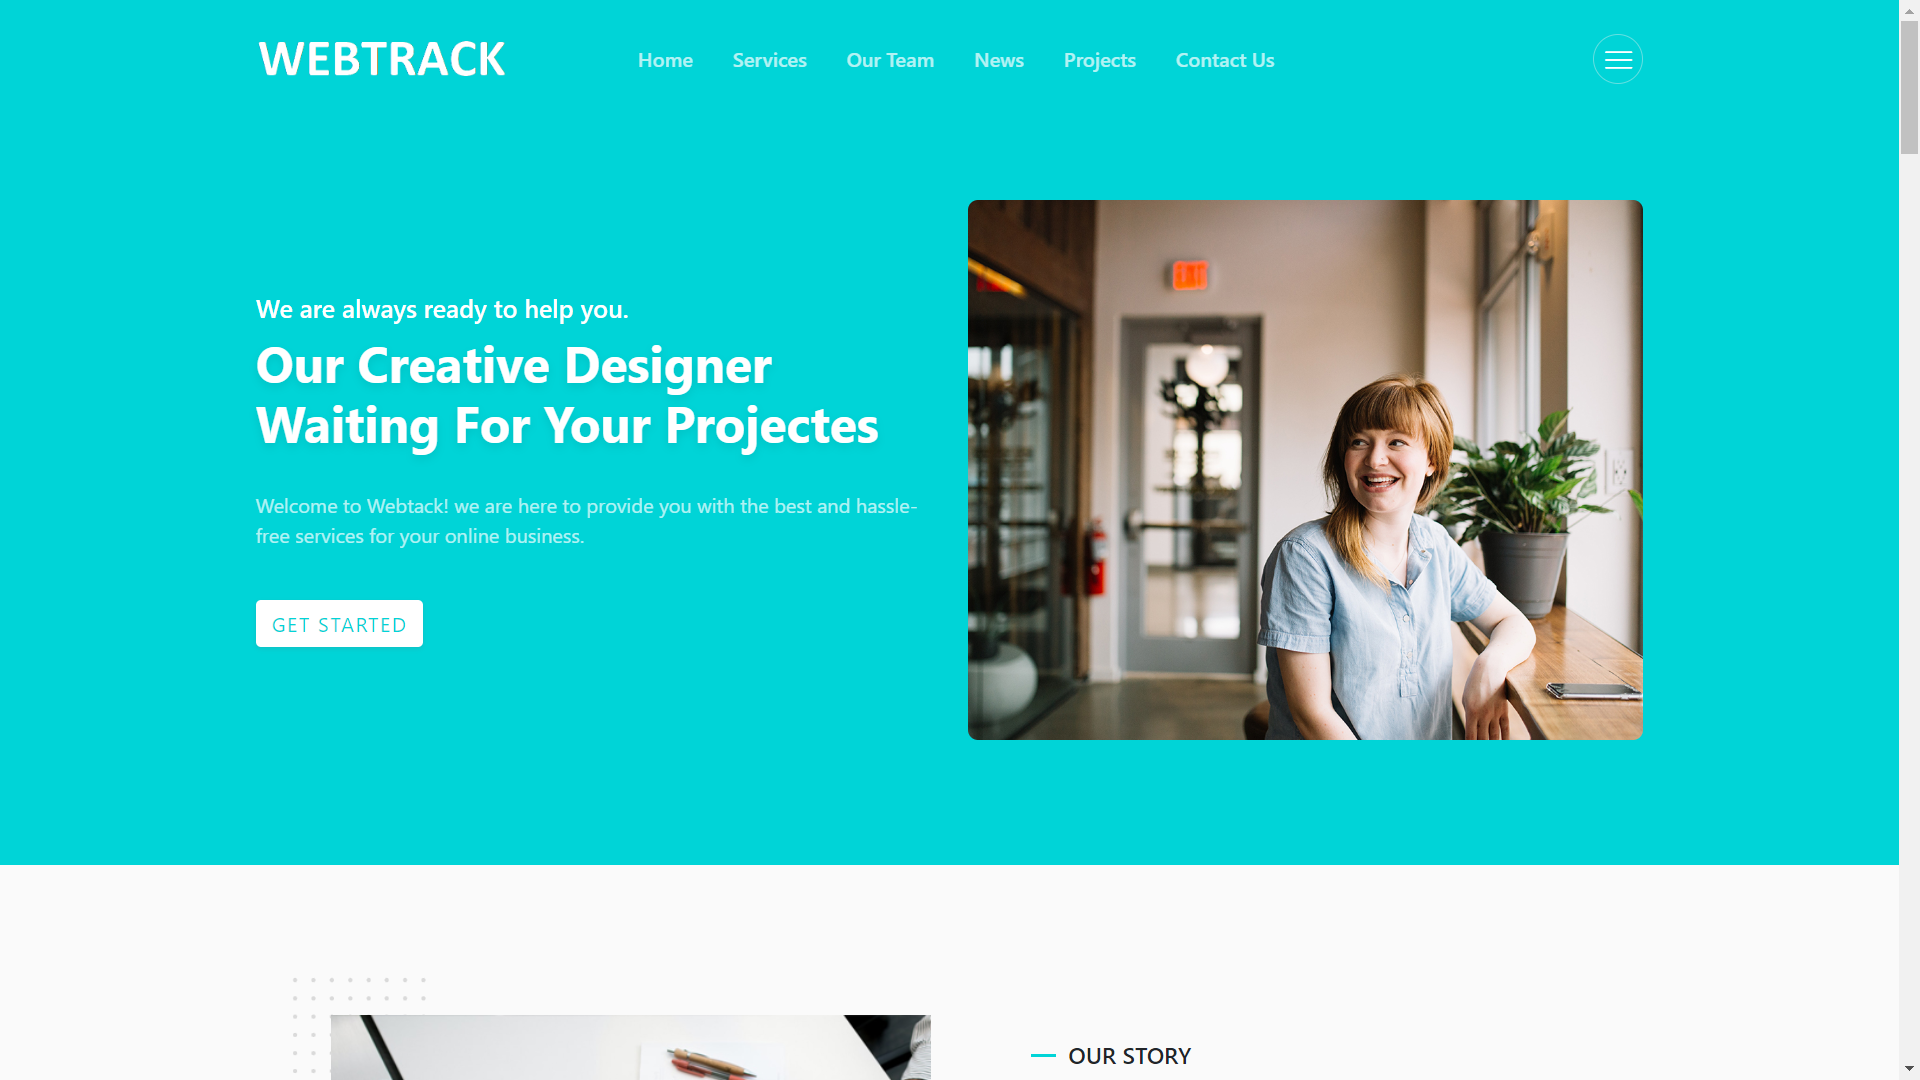 WEBTRACK
Home Services Our Team News Projects Contact Us
We are always ready to help you.
Our Creative Designer
Waiting For Your Projectes
Welcome to Webtack! we are here to provide you with the best and hassle-
free services for your online business.
GET STARTED
EXIT
OUR STORY